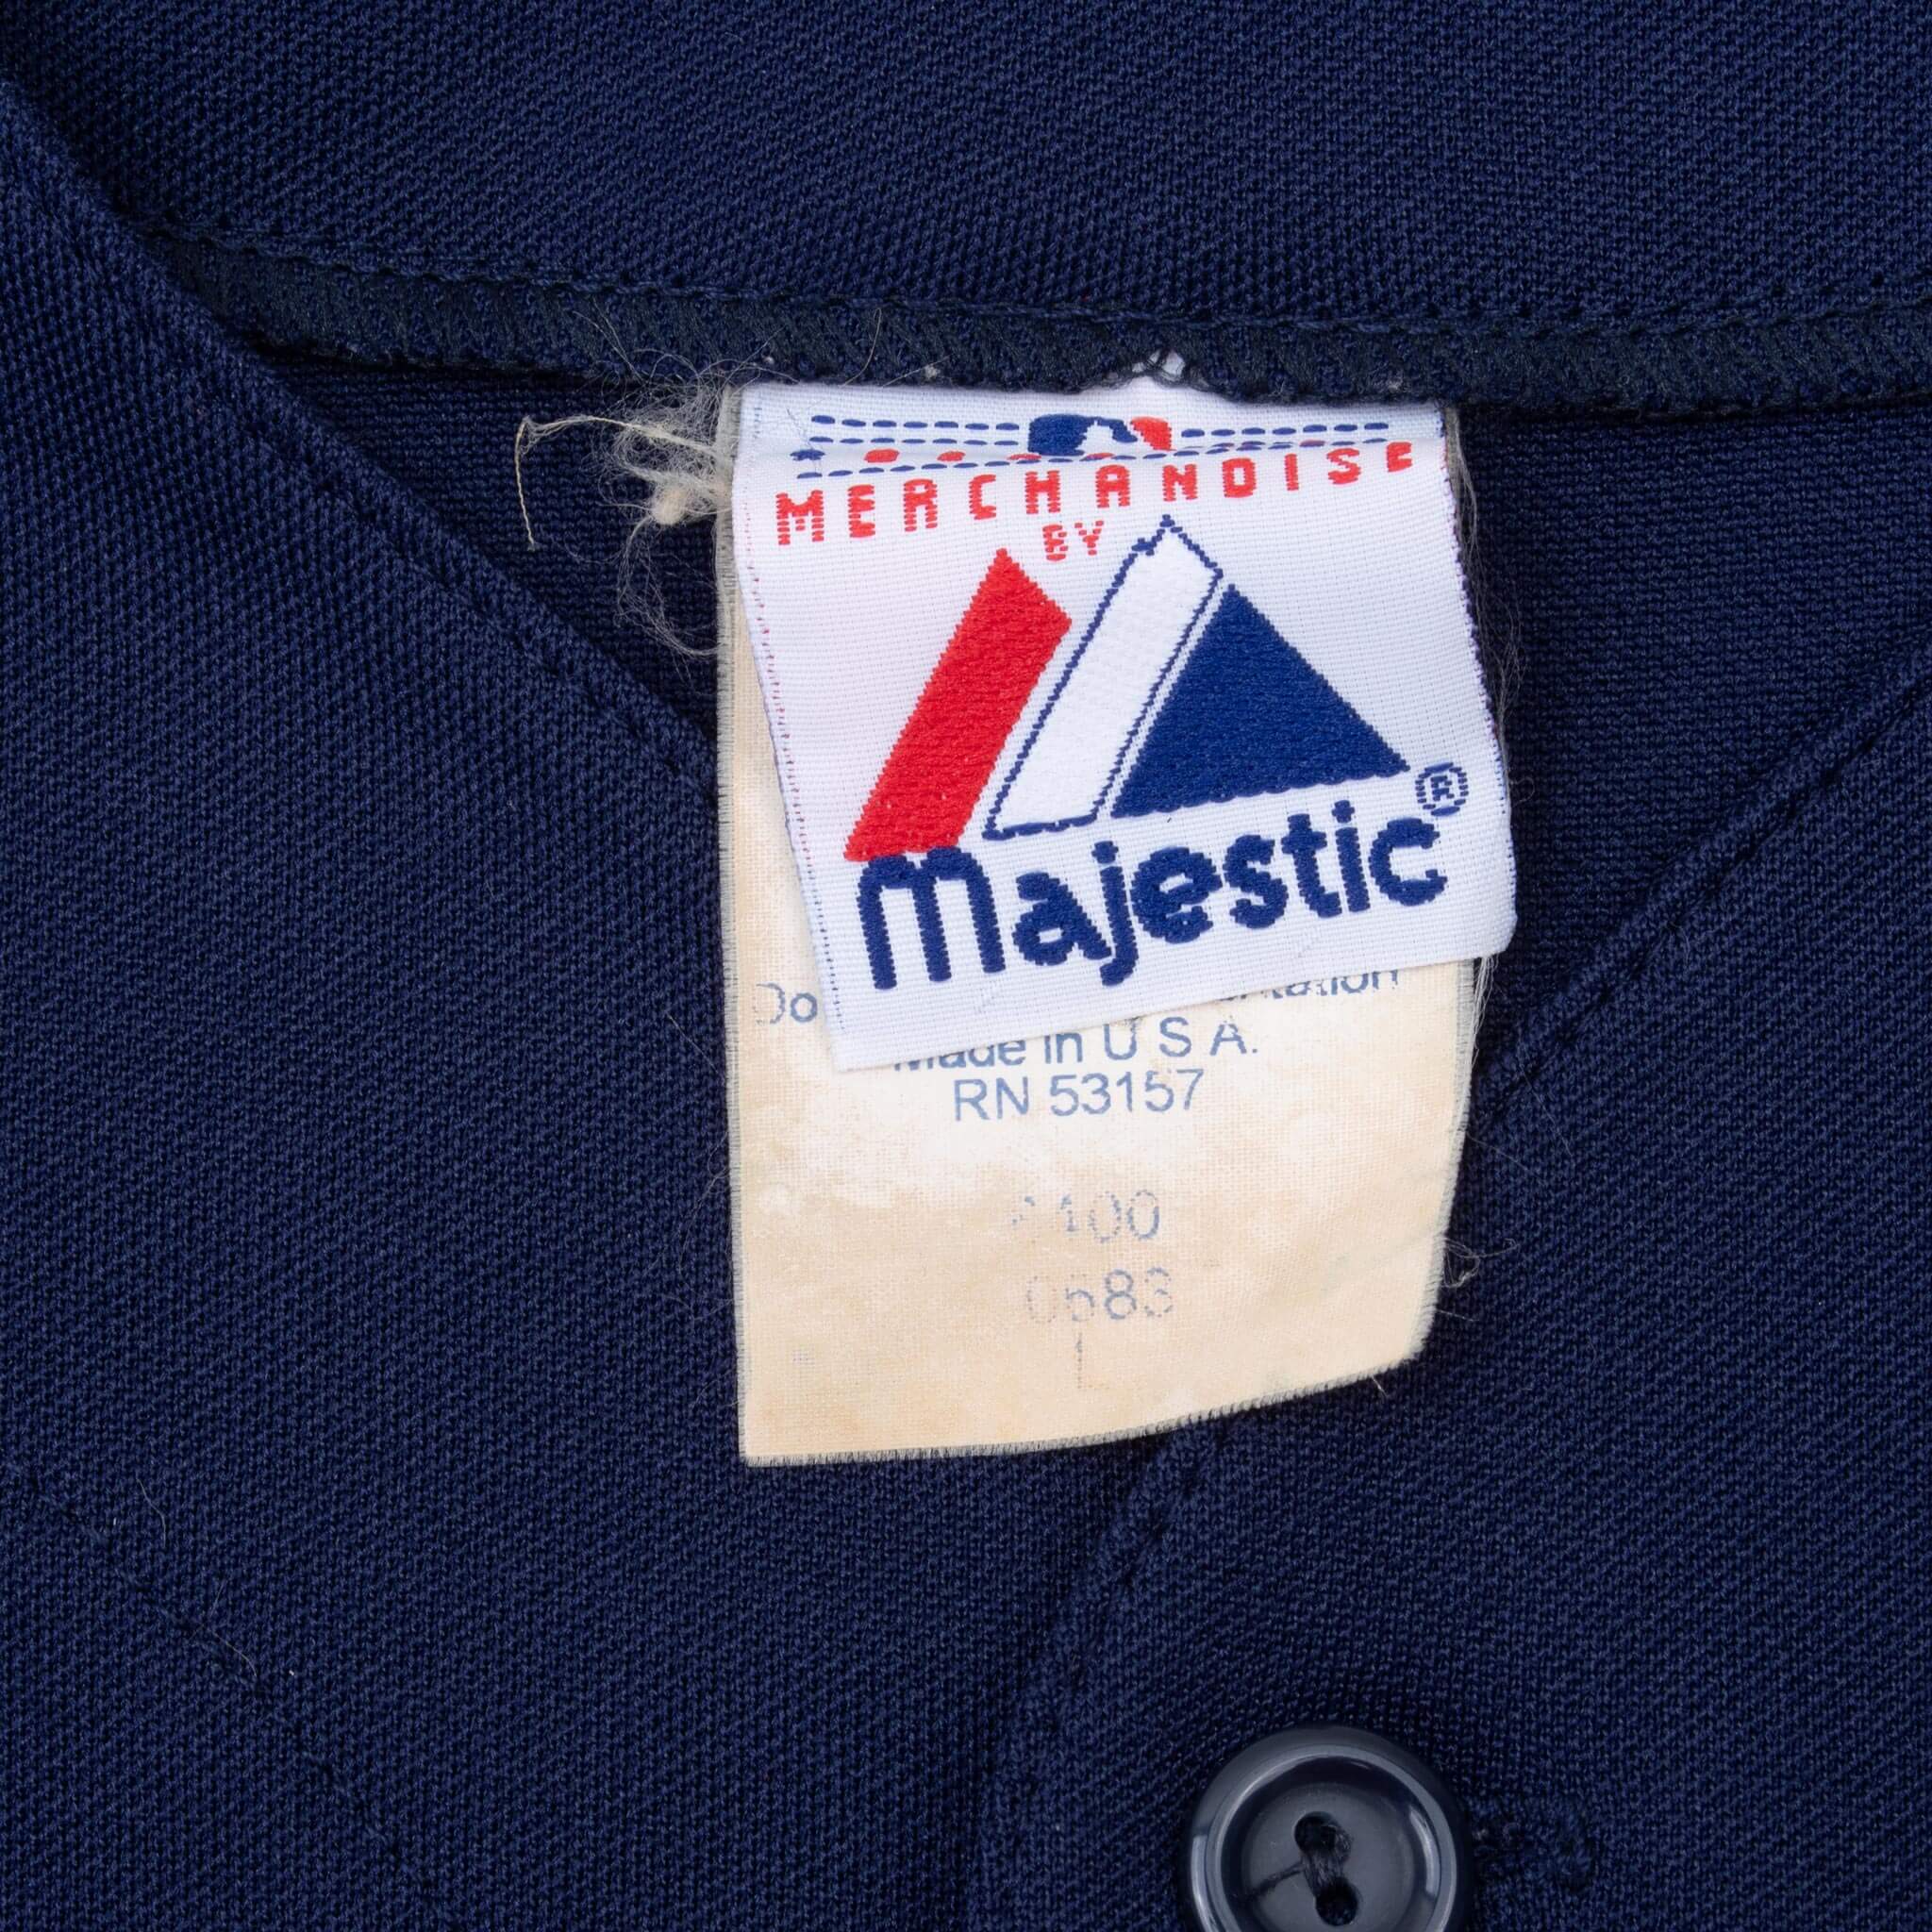 MERCHANDISE
BY
majestic®
Made in U S A.
RN 53157
0683
L